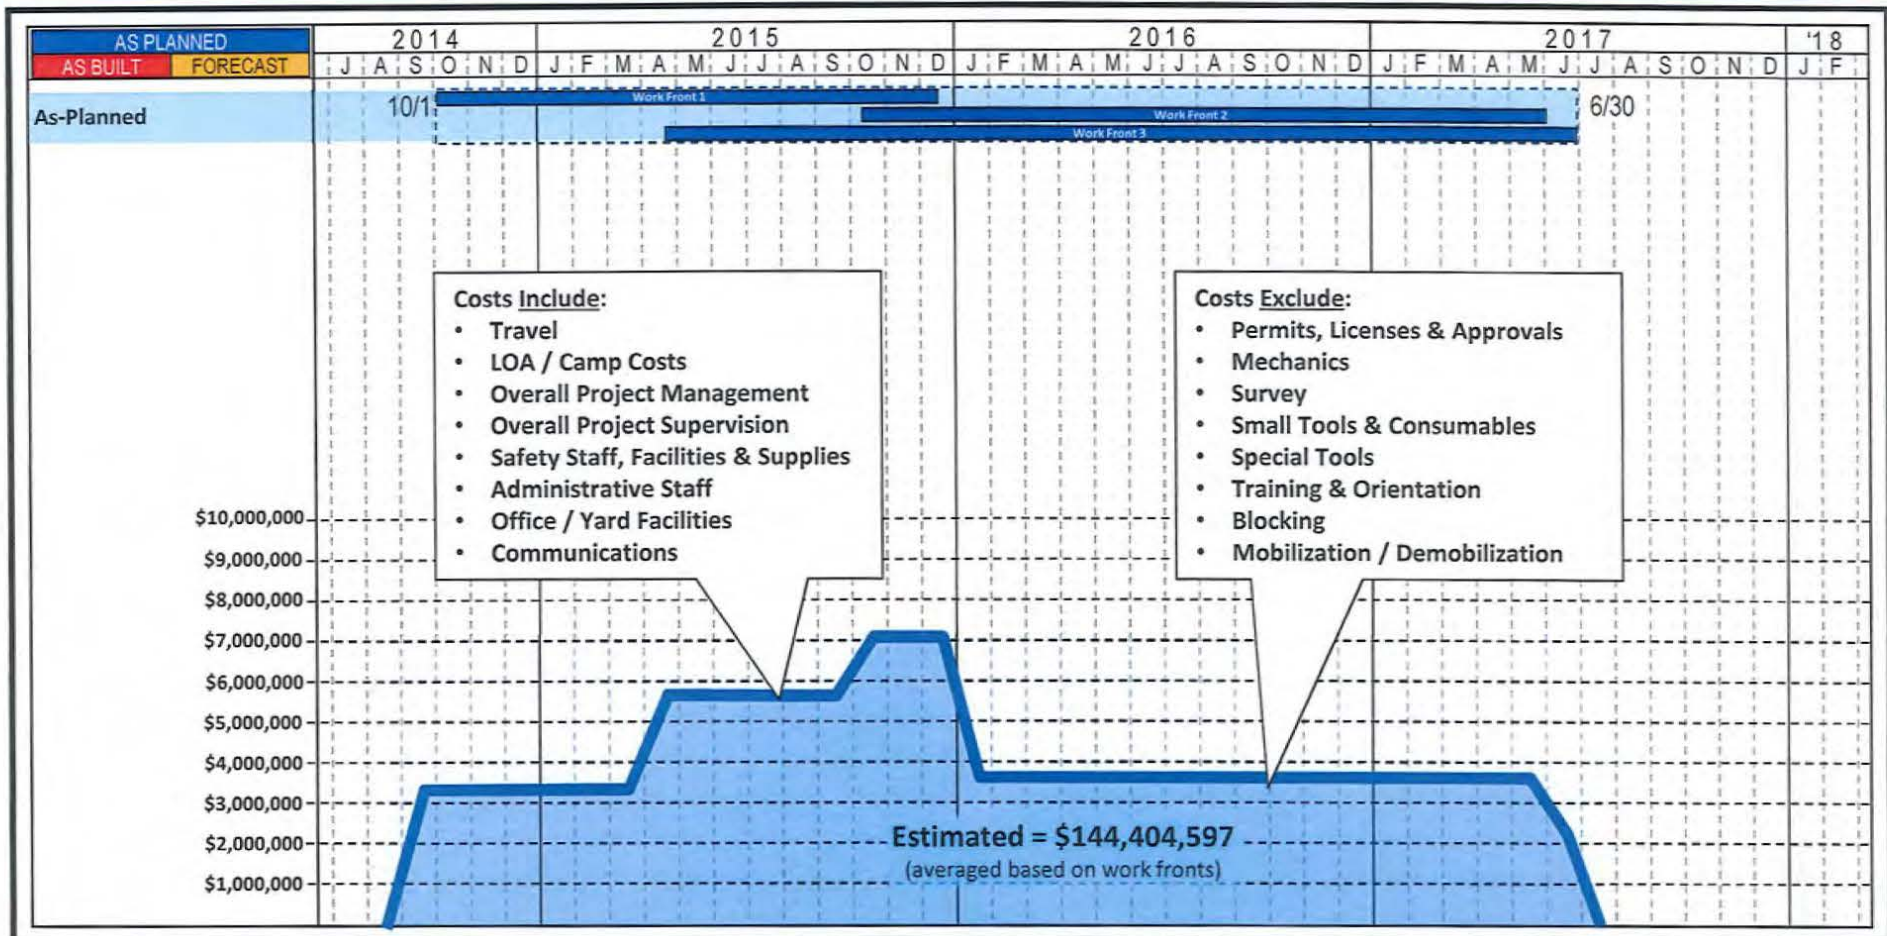 AS PLANNED
AS BUILT FORECAST
2014 2015 2016 2017 '18
J A S O N D J F M A M J J A S O N D J F M A M J J A S O N D J F M A M J J A S O N D J F
As-Planned
10/1
Work Front 1
Work Front 2
Work Front 3
6/30
Costs Include:
• Travel
• LOA / Camp Costs
• Overall Project Management
• Overall Project Supervision
• Safety Staff, Facilities & Supplies
• Administrative Staff
• Office / Yard Facilities
• Communications
Costs Exclude:
• Permits, Licenses & Approvals
• Mechanics
• Survey
• Small Tools & Consumables
• Special Tools
• Training & Orientation
• Blocking
• Mobilization / Demobilization
$10,000,000
$9,000,000
$8,000,000
$7,000,000
$6,000,000
$5,000,000
$4,000,000
$3,000,000
$2,000,000
$1,000,000
Estimated = $144,404,597
(averaged based on work fronts)